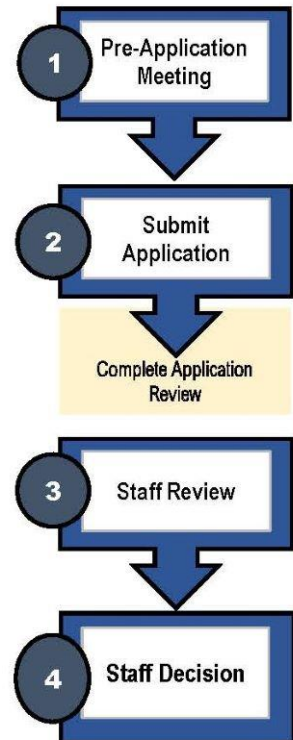 1
Pre-Application
Meeting
2
Submit
Application
Complete Application
Review
3
Staff Review
4
Staff Decision